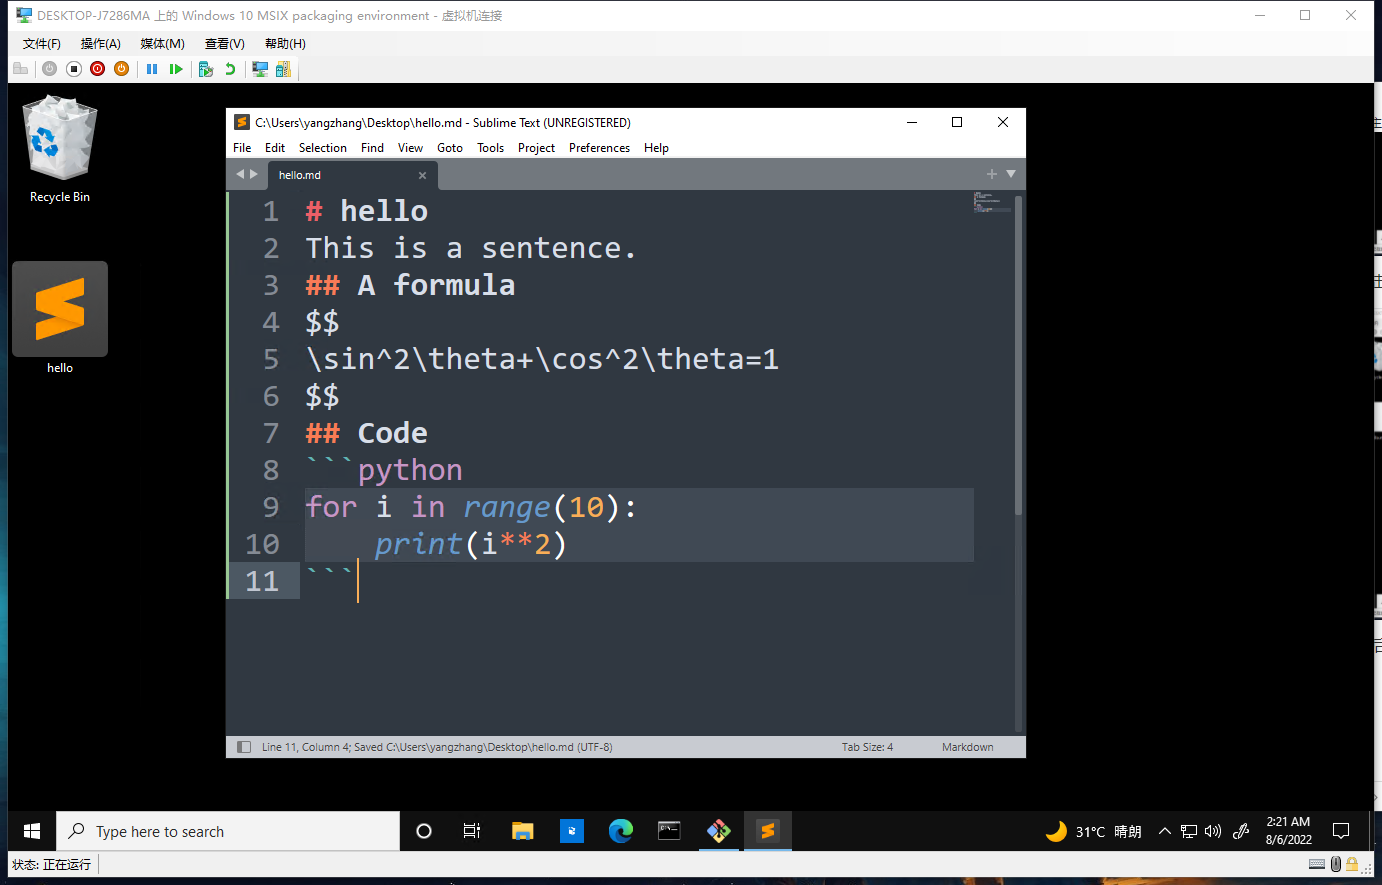 DESKTOP-J7286MA 上的 Windows 10 MSIX packaging environment - 虚拟机连接
文件(F) 操作(A) 媒体(M) 查看(V) 帮助(H)
Recycle Bin
hello
C:\Users\yangzhang\Desktop\hello.md - Sublime Text (UNREGISTERED)
File Edit Selection Find View Goto Tools Project Preferences Help
hello.md
1 # hello
2 This is a sentence.
3 ## A formula
4 $$
5 \sin^2\theta+\cos^2\theta=1
6 $$
7 ## Code
8 ```python
9 for i in range(10):
10     print(i**2)
11 ```
Line 11, Column 4; Saved C:\Users\yangzhang\Desktop\hello.md (UTF-8) Tab Size: 4 Markdown
Type here to search
31°C 晴朗
2:21 AM
8/6/2022
状态: 正在运行